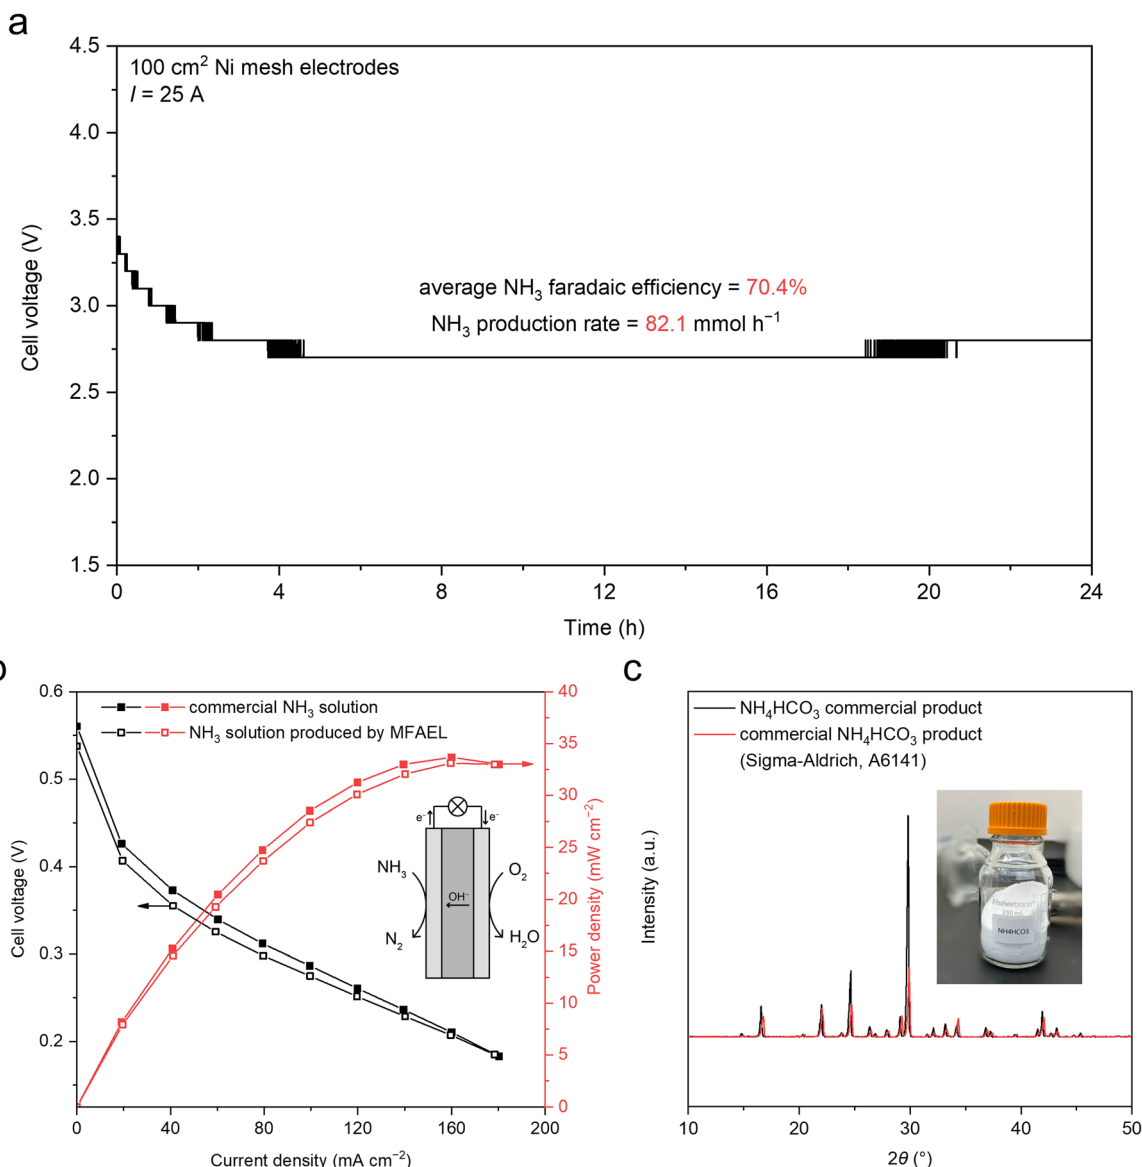 a
4.5
4.0
3.5
3.0
2.5
2.0
1.5
Cell voltage (V)
100 cm² Ni mesh electrodes
I = 25 A
average NH₃ faradaic efficiency = 70.4%
NH₃ production rate = 82.1 mmol h⁻¹
0 4 8 12 16 20 24
Time (h)
0.6
0.5
0.4
0.3
0.2
Cell voltage (V)
commercial NH₃ solution
NH₃ solution produced by MFAEL
e⁻ e⁻
NH₃ O₂
OH⁻
N₂ H₂O
40
35
30
25
20
15
10
5
0
Power density (mW cm⁻²)
0 40 80 120 160 200
Current density (mA cm⁻²)
c
Intensity (a.u.)
NH₄HCO₃ commercial product
commercial NH₄HCO₃ product
(Sigma-Aldrich, A6141)
Fisherbrand
250 mL
NH4HCO3
10 20 30 40 50
2θ (°)